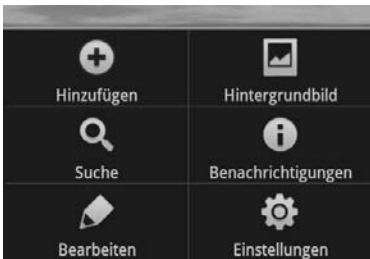 Hinzufügen Hintergrundbild
Suche Benachrichtigungen
Bearbeiten Einstellungen